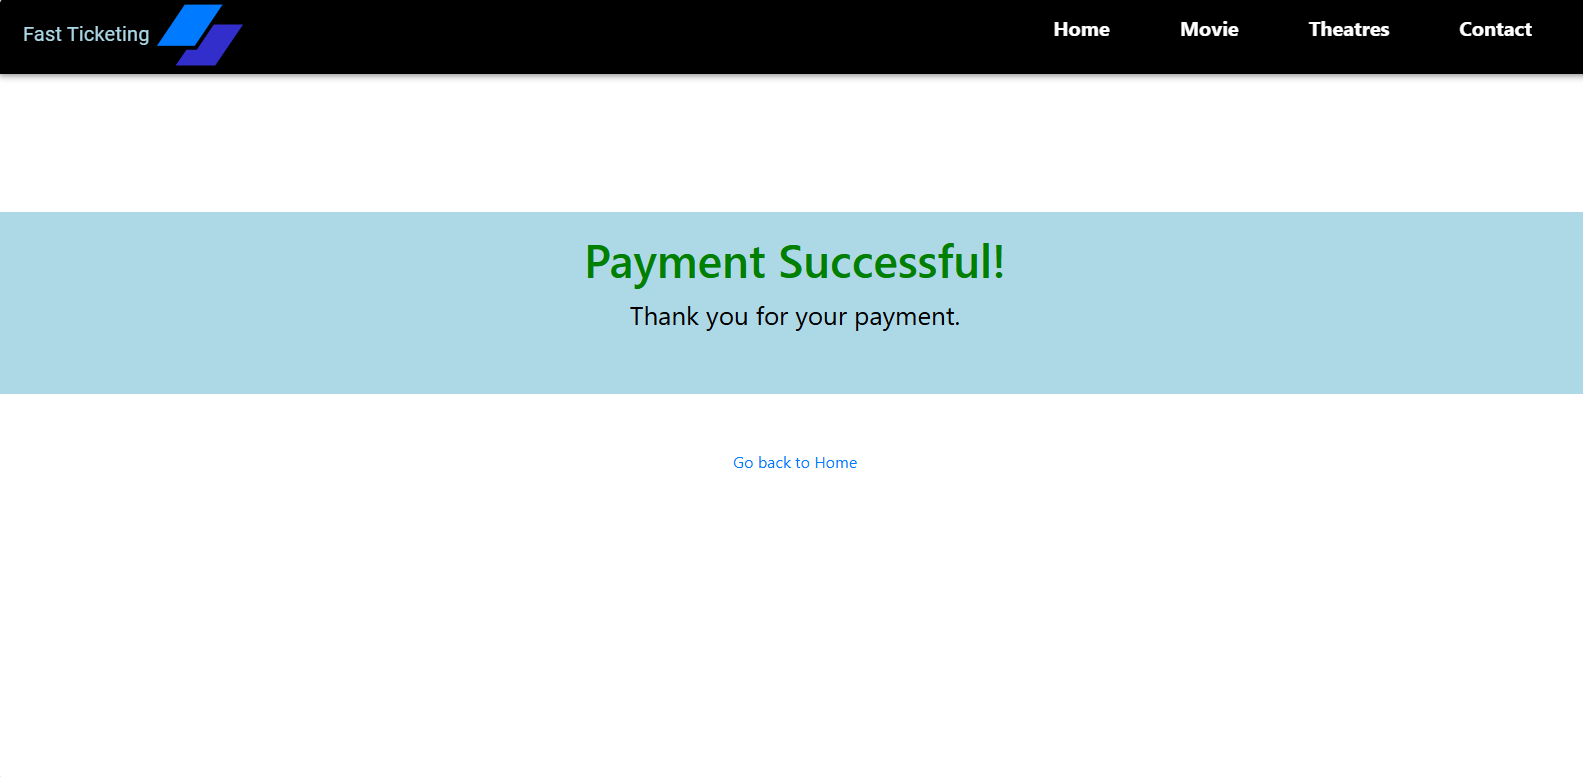 Fast Ticketing
Home Movie Theatres Contact
Payment Successful!
Thank you for your payment.
Go back to Home